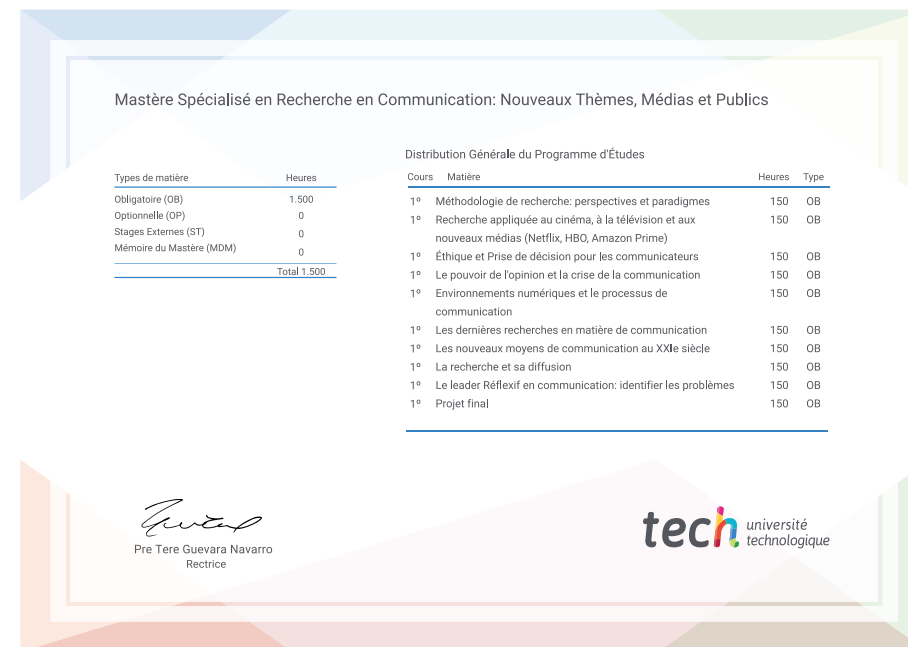 Mastère Spécialisé en Recherche en Communication: Nouveaux Thèmes, Médias et Publics
Types de matière Heures
Obligatoire (OB) 1.500
Optionnelle (OP) 0
Stages Externes (ST) 0
Mémoire du Mastère (MDM) 0
Total 1.500
Distribution Générale du Programme d'Études
Cours Matière Heures Type
1º Méthodologie de recherche: perspectives et paradigmes 150 OB
1º Recherche appliquée au cinéma, à la télévision et aux 150 OB
nouveaux médias (Netflix, HBO, Amazon Prime)
1º Éthique et Prise de décision pour les communicateurs 150 OB
1º Le pouvoir de l'opinion et la crise de la communication 150 OB
1º Environnements numériques et le processus de 150 OB
communication
1º Les dernières recherches en matière de communication 150 OB
1º Les nouveaux moyens de communication au XXIe siècle 150 OB
1º La recherche et sa diffusion 150 OB
1º Le leader Réflexif en communication: identifier les problèmes 150 OB
1º Projet final 150 OB
Pre Tere Guevara Navarro
Rectrice
tech université
technologique